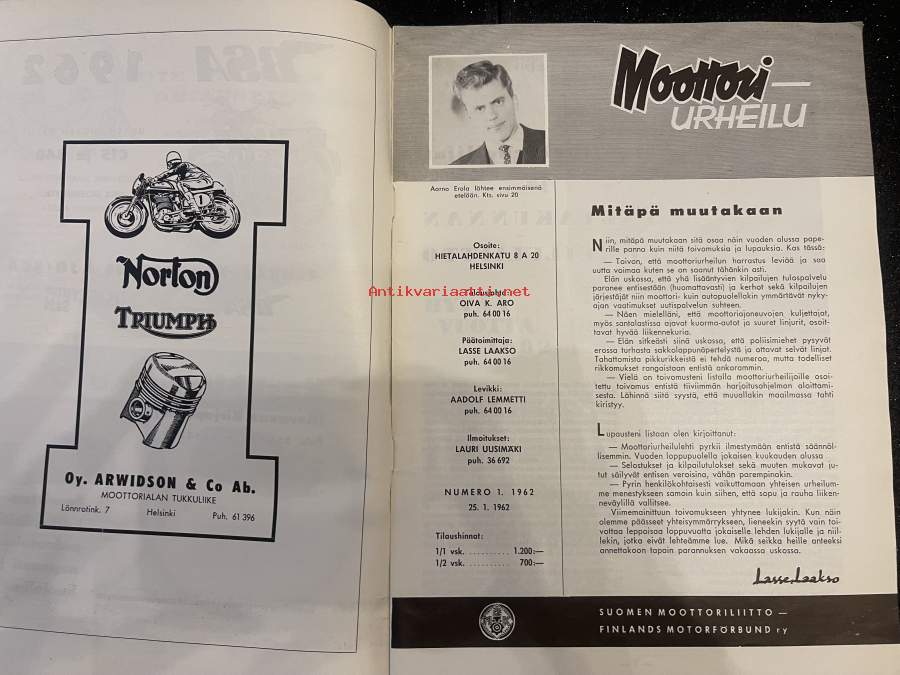 Norton
TRIUMPH
Oy. ARWIDSON & Co Ab.
MOOTTORIALAN TUKKULIIKE
Lönnrotink. 7 Helsinki Puh. 61 396
Moottori—
URHEILU
Aarno Erola lähtee ensimmäisenä
etelään. Kts. sivu 20
Osoite:
HIETALAHDENKATU 8 A 20
HELSINKI
Antikvariaatti.net
OIVA K. ARO
puh. 64 00 16
Päätoimittaja:
LASSE LAAKSO
puh. 64 00 16
Levikki:
AADOLF LEMMETTI
puh. 64 00 16
Ilmoitukset:
LAURI UUSIMÄKI
puh. 36 692
NUMERO 1. 1962
25. 1. 1962
Tilaushinnat:
1/1 vsk. .......... 1.200:—
1/2 vsk. .......... 700:—
Mitäpä muutakaan
Niin, mitäpä muutakaan sitä osaa näin vuoden alussa pape-
rille panna kuin niitä toivomuksia ja lupauksia. Kas tässä:
— Toivon, että moottoriurheilun harrastus leviää ja saa
uutta voimaa kuten se on saanut tähänkin asti.
— Elän uskossa, että yhä lisääntyvien kilpailujen tulospalvelu
paranee entisestään (huomattavasti) ja kerhot sekä kilpailujen
järjestäjät niin moottori- kuin autopuolellakin ymmärtävät nyky-
ajan vaatimukset uutispalvelun suhteen.
— Näen mielelläni, että moottoriajoneuvojen kuljettajat,
myös santalastissa ajavat kuorma-autot ja suuret linjurit, osoit-
tavat hyvää liikennekuria.
— Elän sitkeästi siinä uskossa, että poliisimiehet pysyvät
erossa turhasta sakkolappunöpertelystä ja ottavat selvät linjat.
Tahattomista pikkurikkeistä ei tehdä numeroa, mutta todelliset
rikkomukset rangaistaan entistä ankarammin.
— Vielä on toivomusteni listalla moottoriurheilijoille osoi-
tettu toivomus entistä tiiviimmän harjoitusohjelman aloittami-
sesta. Lähinnä siitä syystä, että muuallakin maailmassa tahti
kiristyy.
Lupausteni listaan olen kirjoittanut:
— Moottoriurheilulehti pyrkii ilmestymään entistä säännöl-
lisemmin. Vuoden loppupuolella jokaisen kuukauden alussa
— Selostukset ja kilpailutulokset sekä muuten mukavat ju-
tut säilyvät entisen veroisina, vähän parempinakin.
— Pyrin henkilökohtaisesti vaikuttamaan yhteisen urheilum-
me menestykseen samoin kuin siihen, että sopu ja rauha liiken-
neväylillä vallitsee.
Viimemainittuun toivomukseen yhtynee lukijakin. Kun näin
olemme päässeet yhteisymmärrykseen, lieneekin syytä vain toi-
vottaa leppoisaa loppuvuotta jokaiselle lehden lukijalle ja niil-
lekin, jotka eivät lehteämme lue. Mikä seikka heille anteeksi
annettakoon tapain parannuksen vakaassa uskossa.
Lasse Laakso
SUOMEN MOOTTORILIITTO —
FINLANDS MOTORFÖRBUND ry